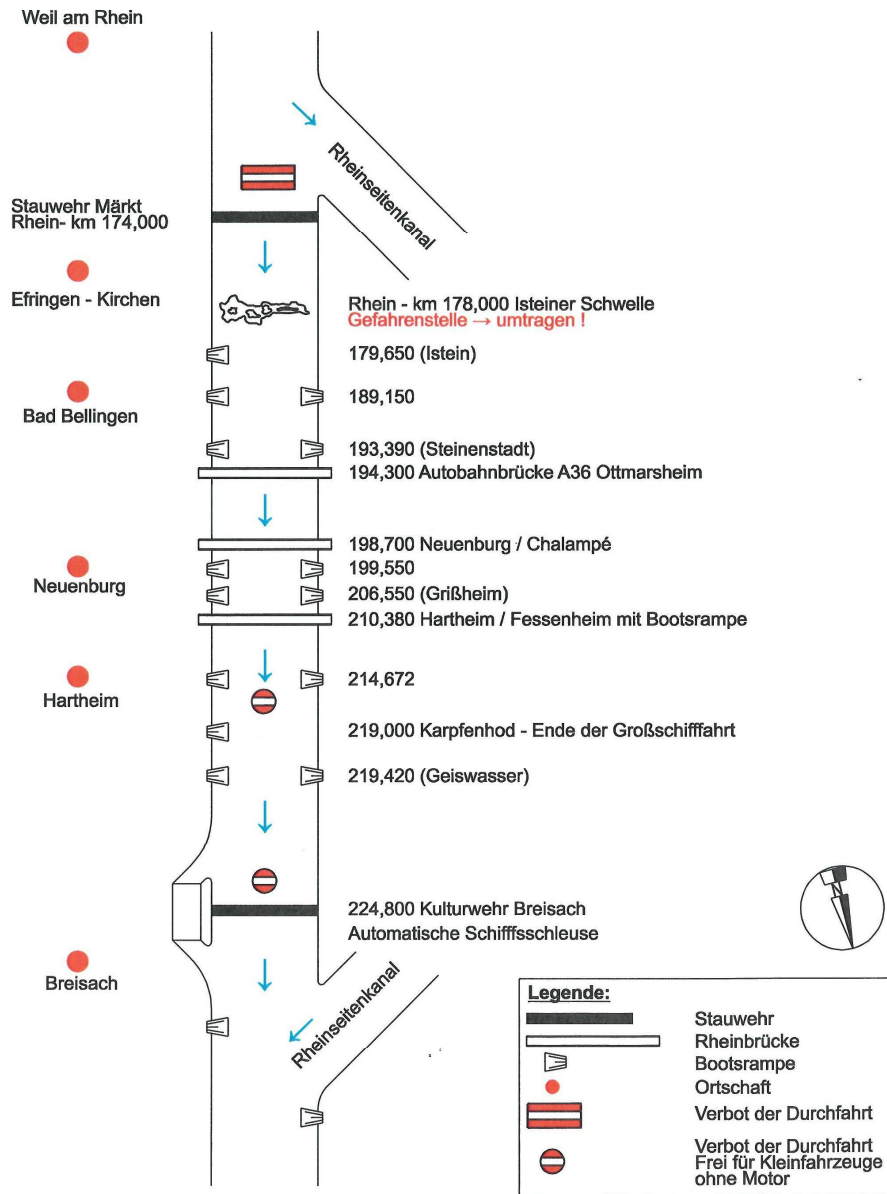 Weil am Rhein
Rheinseitenkanal
Stauwehr Märkt
Rhein- km 174,000
Efringen - Kirchen
Rhein - km 178,000 Isteiner Schwelle
Gefahrenstelle → umtragen !
179,650 (Istein)
189,150
Bad Bellingen
193,390 (Steinenstadt)
194,300 Autobahnbrücke A36 Ottmarsheim
198,700 Neuenburg / Chalampé
199,550
Neuenburg
206,550 (Grißheim)
210,380 Hartheim / Fessenheim mit Bootsrampe
214,672
Hartheim
219,000 Karpfenhod - Ende der Großschifffahrt
219,420 (Geiswasser)
224,800 Kulturwehr Breisach
Automatische Schifffsschleuse
Breisach
Rheinseitenkanal
N
Legende:
Stauwehr
Rheinbrücke
Bootsrampe
Ortschaft
Verbot der Durchfahrt
Verbot der Durchfahrt
Frei für Kleinfahrzeuge
ohne Motor